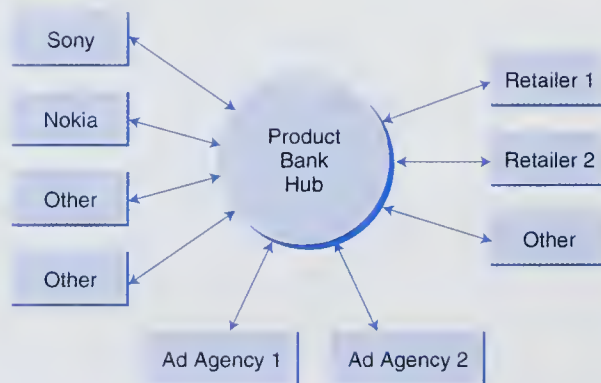 Sony
Nokia
Other
Other
Product
Bank
Hub
Retailer 1
Retailer 2
Other
Ad Agency 1
Ad Agency 2